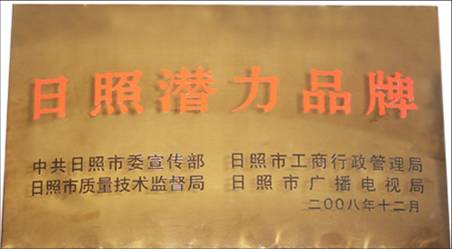 日照潜力品牌
中共日照市委宣传部 日照市工商行政管理局
日照市质量技术监督局 日照市广播电视局
二〇〇八年十二月